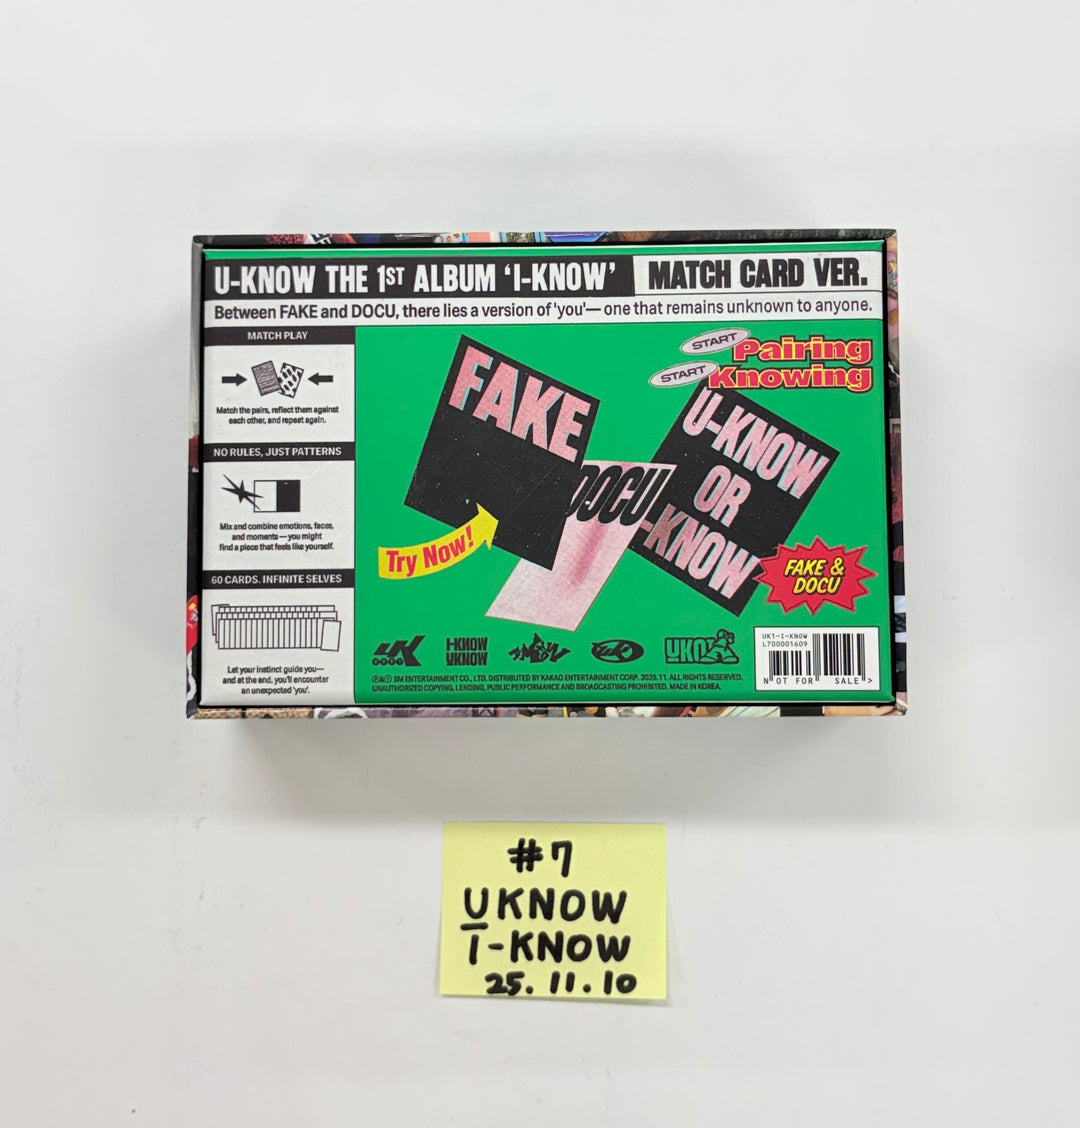 U-KNOW THE 1ST ALBUM ‘I-KNOW’
MATCH CARD VER.
Between FAKE and DOCU, there lies a version of 'you'— one that remains unknown to anyone.
MATCH PLAY
Match the pairs, reflect them against
each other, and repeat again.
NO RULES, JUST PATTERNS
Mix and combine emotions, faces,
and moments—you might
find a piece that feels like yourself.
60 CARDS. INFINITE SELVES
Let your instinct guide you—
and at the end, you'll encounter
an unexpected 'you'.
START Pairing
START Knowing
FAKE
DOCU
U-KNOW
OR
I-KNOW
Try Now!
FAKE &
DOCU
I-KNOW
UKNOW
UK1-I-KNOW
L700001609
NOT FOR SALE>
℗&© SM ENTERTAINMENT CO., LTD. DISTRIBUTED BY KAKAO ENTERTAINMENT CORP. 2025.11. ALL RIGHTS RESERVED.
UNAUTHORIZED COPYING, LENDING, PUBLIC PERFORMANCE AND BROADCASTING PROHIBITED. MADE IN KOREA.
#7
UKNOW
I-KNOW
25.11.10